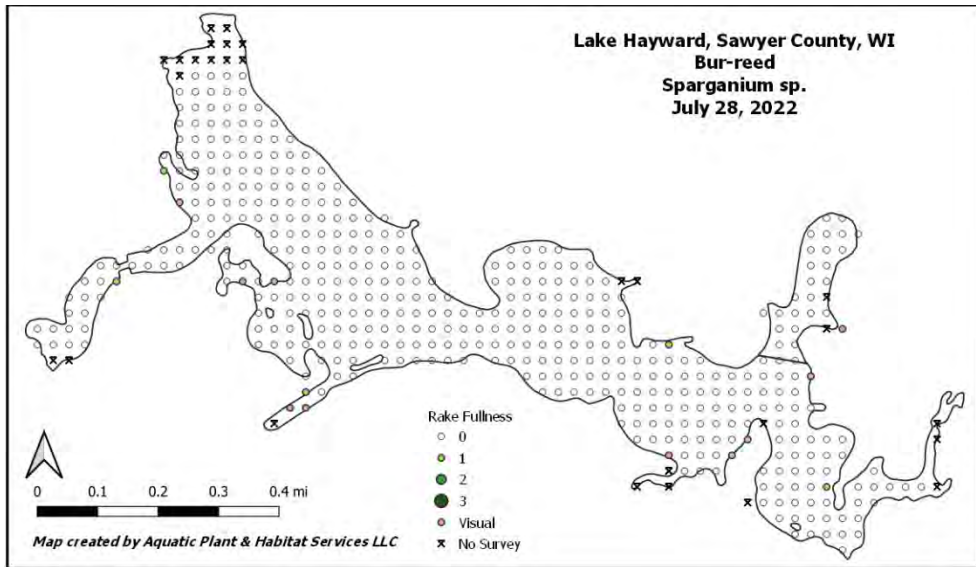 Lake Hayward, Sawyer County, WI
Bur-reed
Sparganium sp.
July 28, 2022
Rake Fullness
0
1
2
3
Visual
No Survey
0 0.1 0.2 0.3 0.4 mi
Map created by Aquatic Plant & Habitat Services LLC